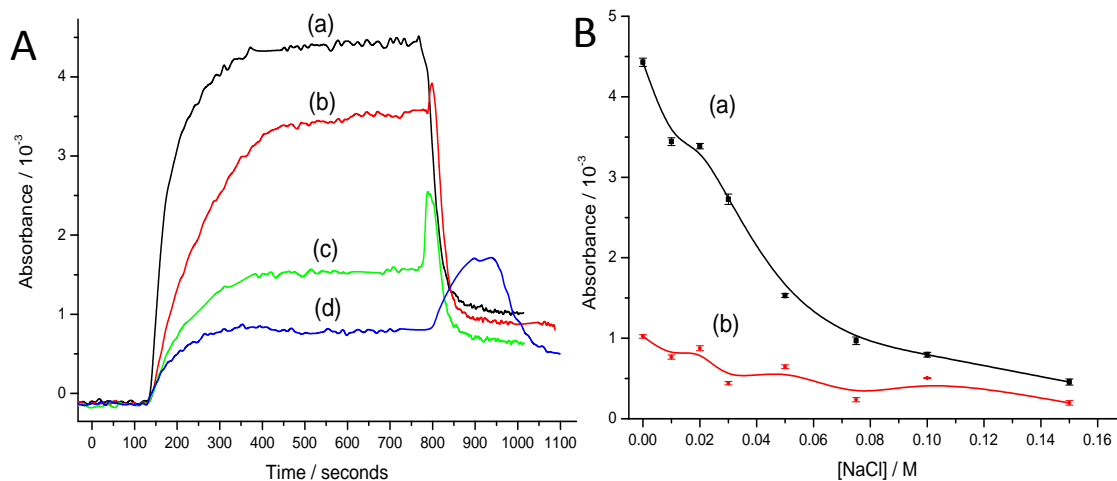 A
(a)
(b)
(c)
(d)
Absorbance / 10⁻³
4
3
2
1
0
0 100 200 300 400 500 600 700 800 900 1000 1100
Time / seconds
B
(a)
(b)
Absorbance / 10⁻³
5
4
3
2
1
0
0.00 0.02 0.04 0.06 0.08 0.10 0.12 0.14 0.16
[NaCl] / M